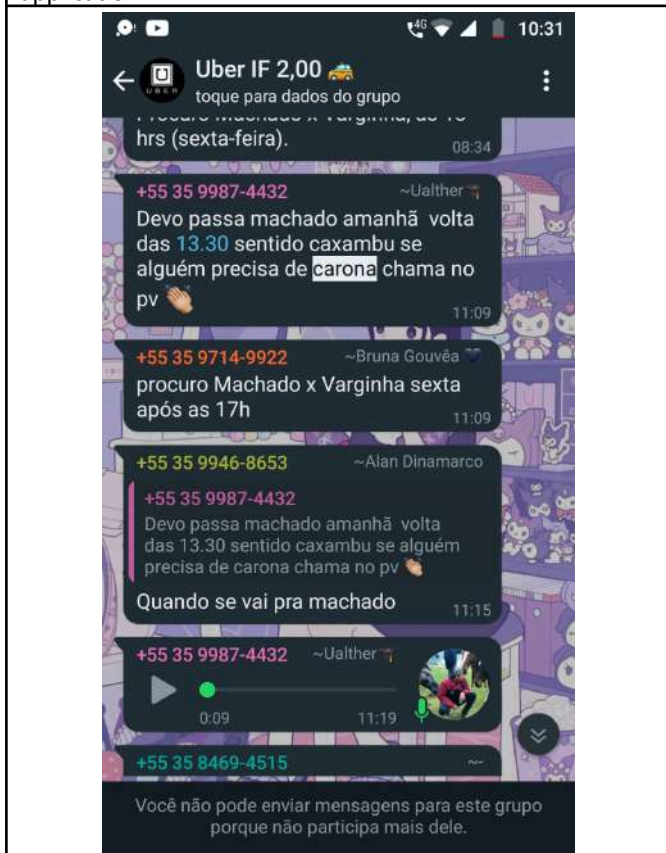 4G 10:31
Uber IF 2,00 🚕
UBER
toque para dados do grupo
hrs (sexta-feira). 08:34
+55 35 9987-4432 ~Ualther
Devo passa machado amanhã volta
das 13.30 sentido caxambu se
alguém precisa de carona chama no
pv 👏🏻 11:09
+55 35 9714-9922 ~Bruna Gouvêa 🖤
procuro Machado x Varginha sexta
após as 17h 11:09
+55 35 9946-8653 ~Alan Dinamarco
+55 35 9987-4432
Devo passa machado amanhã volta
das 13.30 sentido caxambu se alguém
precisa de carona chama no pv 👏🏻
Quando se vai pra machado 11:15
+55 35 9987-4432 ~Ualther
0:09 11:19
+55 35 8469-4515 ~~
Você não pode enviar mensagens para este grupo
porque não participa mais dele.